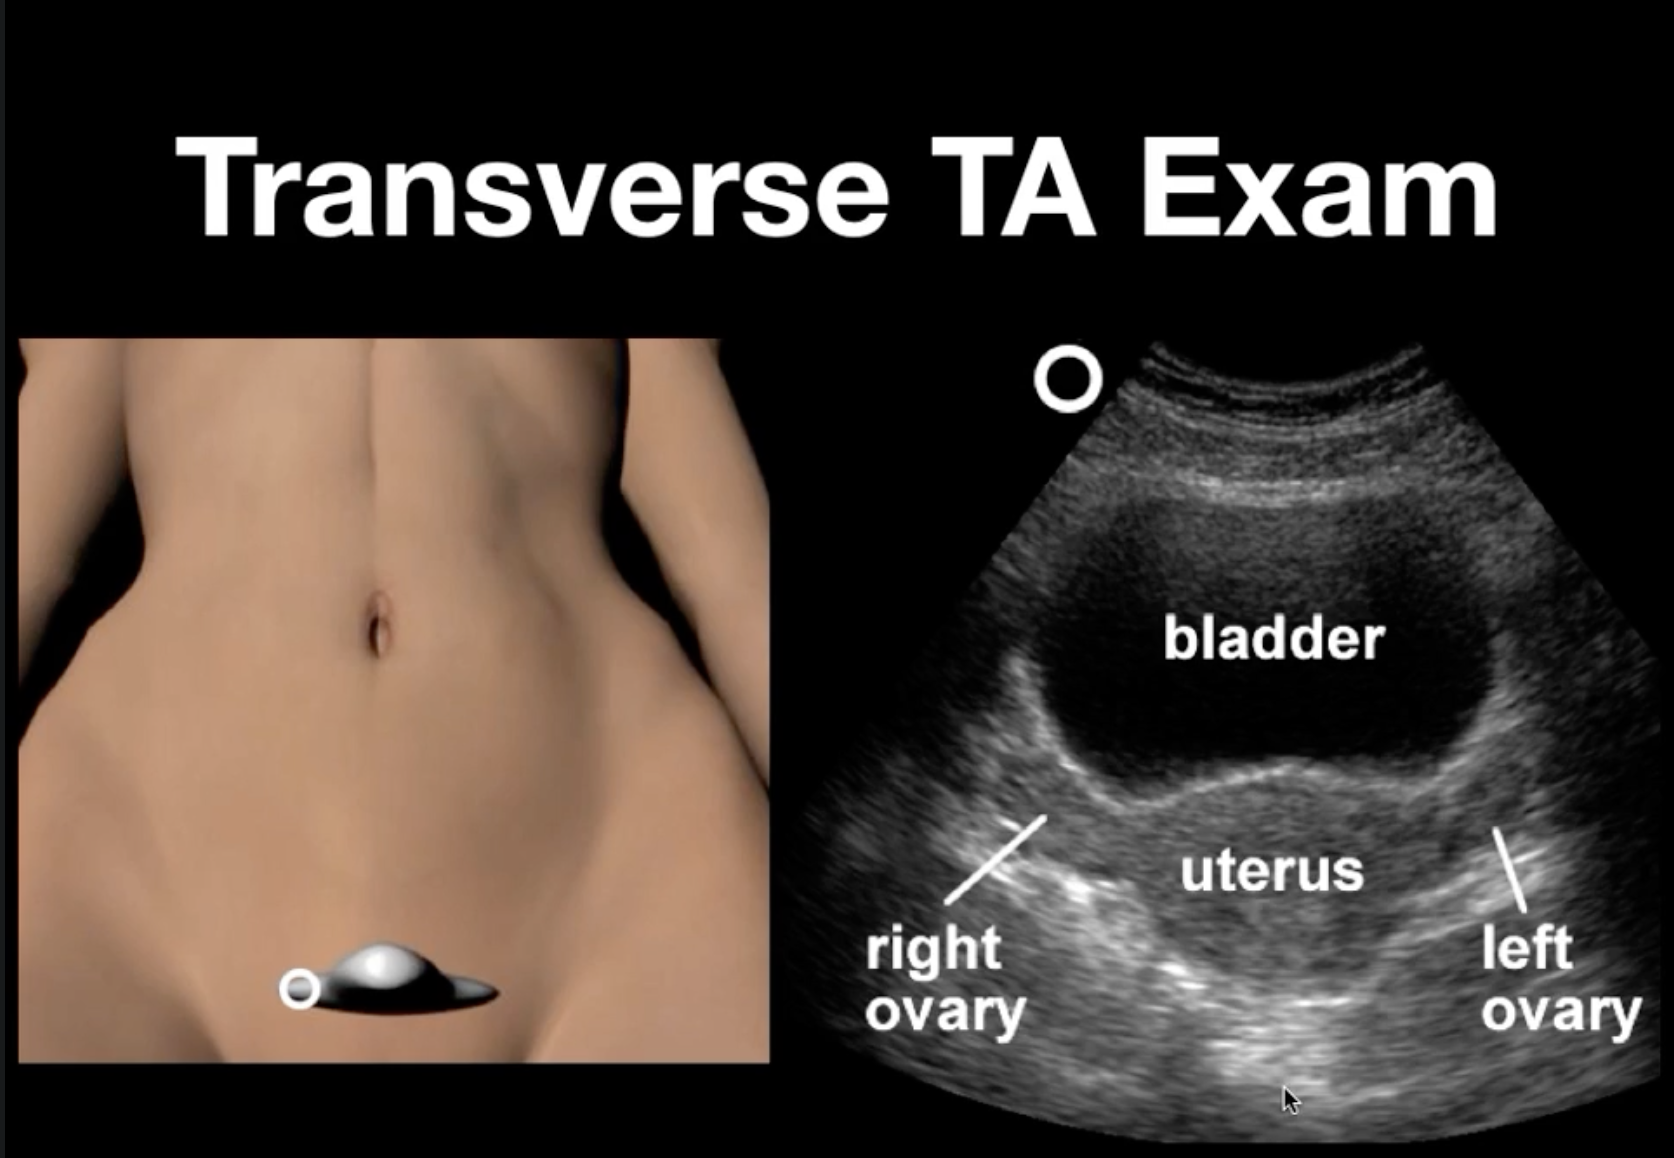 Transverse TA Exam
bladder
uterus
right
ovary
left
ovary